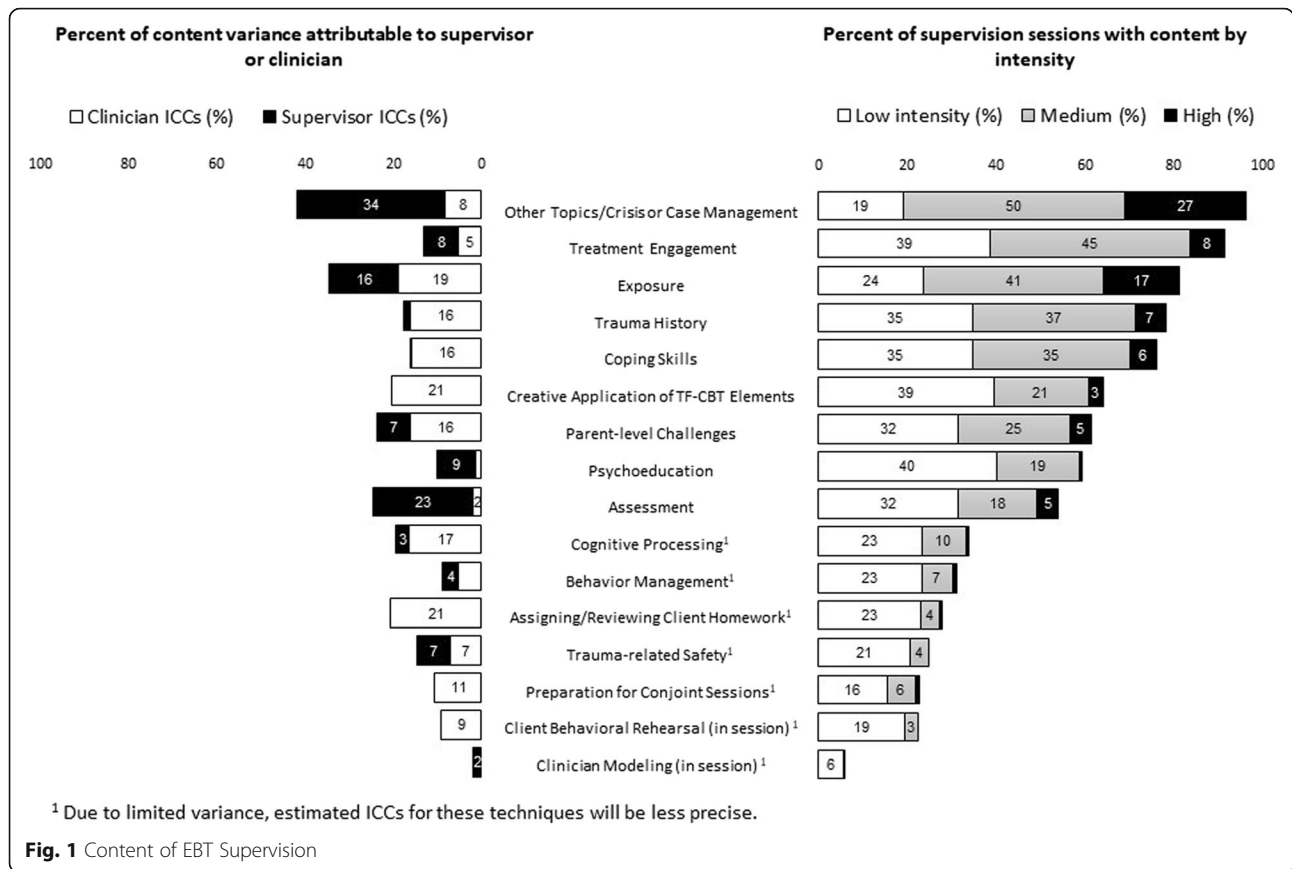 Percent of content variance attributable to supervisor
or clinician
Clinician ICCs (%) Supervisor ICCs (%)
100 80 60 40 20 0
Percent of supervision sessions with content by
intensity
Low intensity (%) Medium (%) High (%)
0 20 40 60 80 100
34 8 Other Topics/Crisis or Case Management 19 50 27
8 5 Treatment Engagement 39 45 8
16 19 Exposure 24 41 17
16 Trauma History 35 37 7
16 Coping Skills 35 35 6
21 Creative Application of TF-CBT Elements 39 21 3
7 16 Parent-level Challenges 32 25 5
9 Psychoeducation 40 19
23 2 Assessment 32 18 5
3 17 Cognitive Processing¹ 23 10
4 Behavior Management¹ 23 7
21 Assigning/Reviewing Client Homework¹ 23 4
7 7 Trauma-related Safety¹ 21 4
11 Preparation for Conjoint Sessions¹ 16 6
9 Client Behavioral Rehearsal (in session) ¹ 19 3
2 Clinician Modeling (in session) ¹ 6
¹ Due to limited variance, estimated ICCs for these techniques will be less precise.
Fig. 1 Content of EBT Supervision